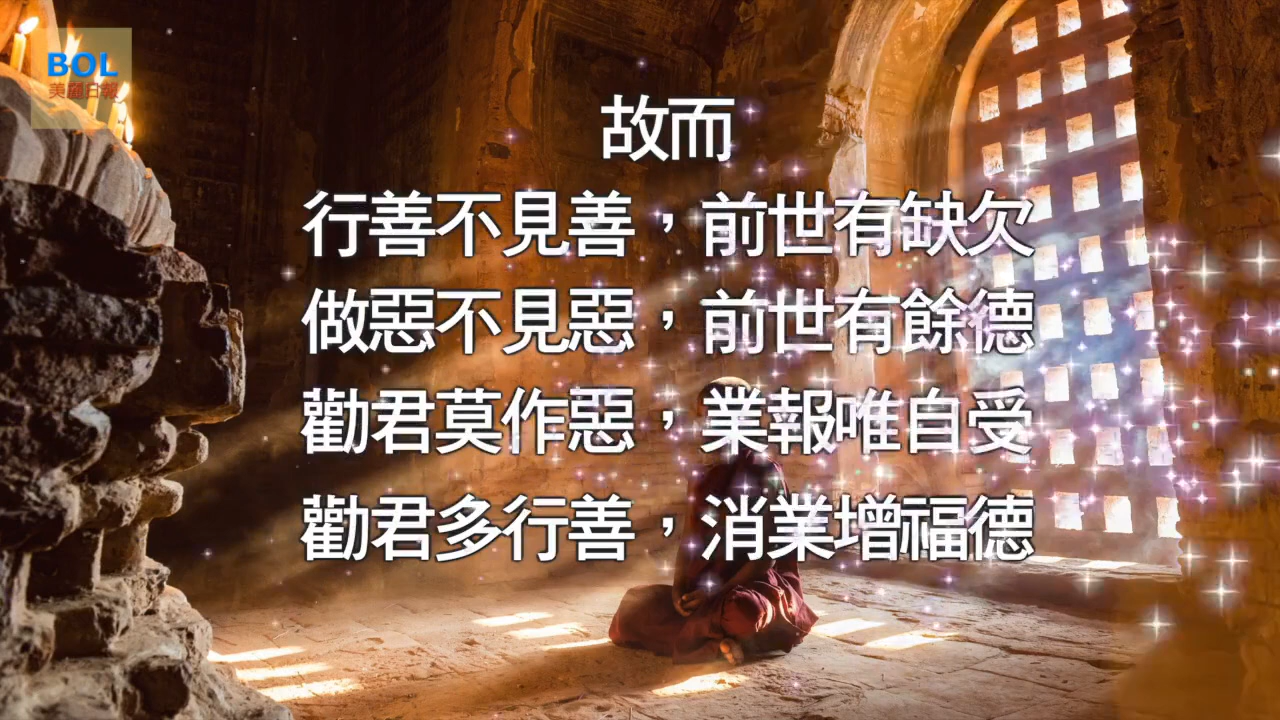 BOL
美麗日報
故而
行善不見善，前世有缺欠
做惡不見惡，前世有餘德
勸君莫作惡，業報唯自受
勸君多行善，消業增福德